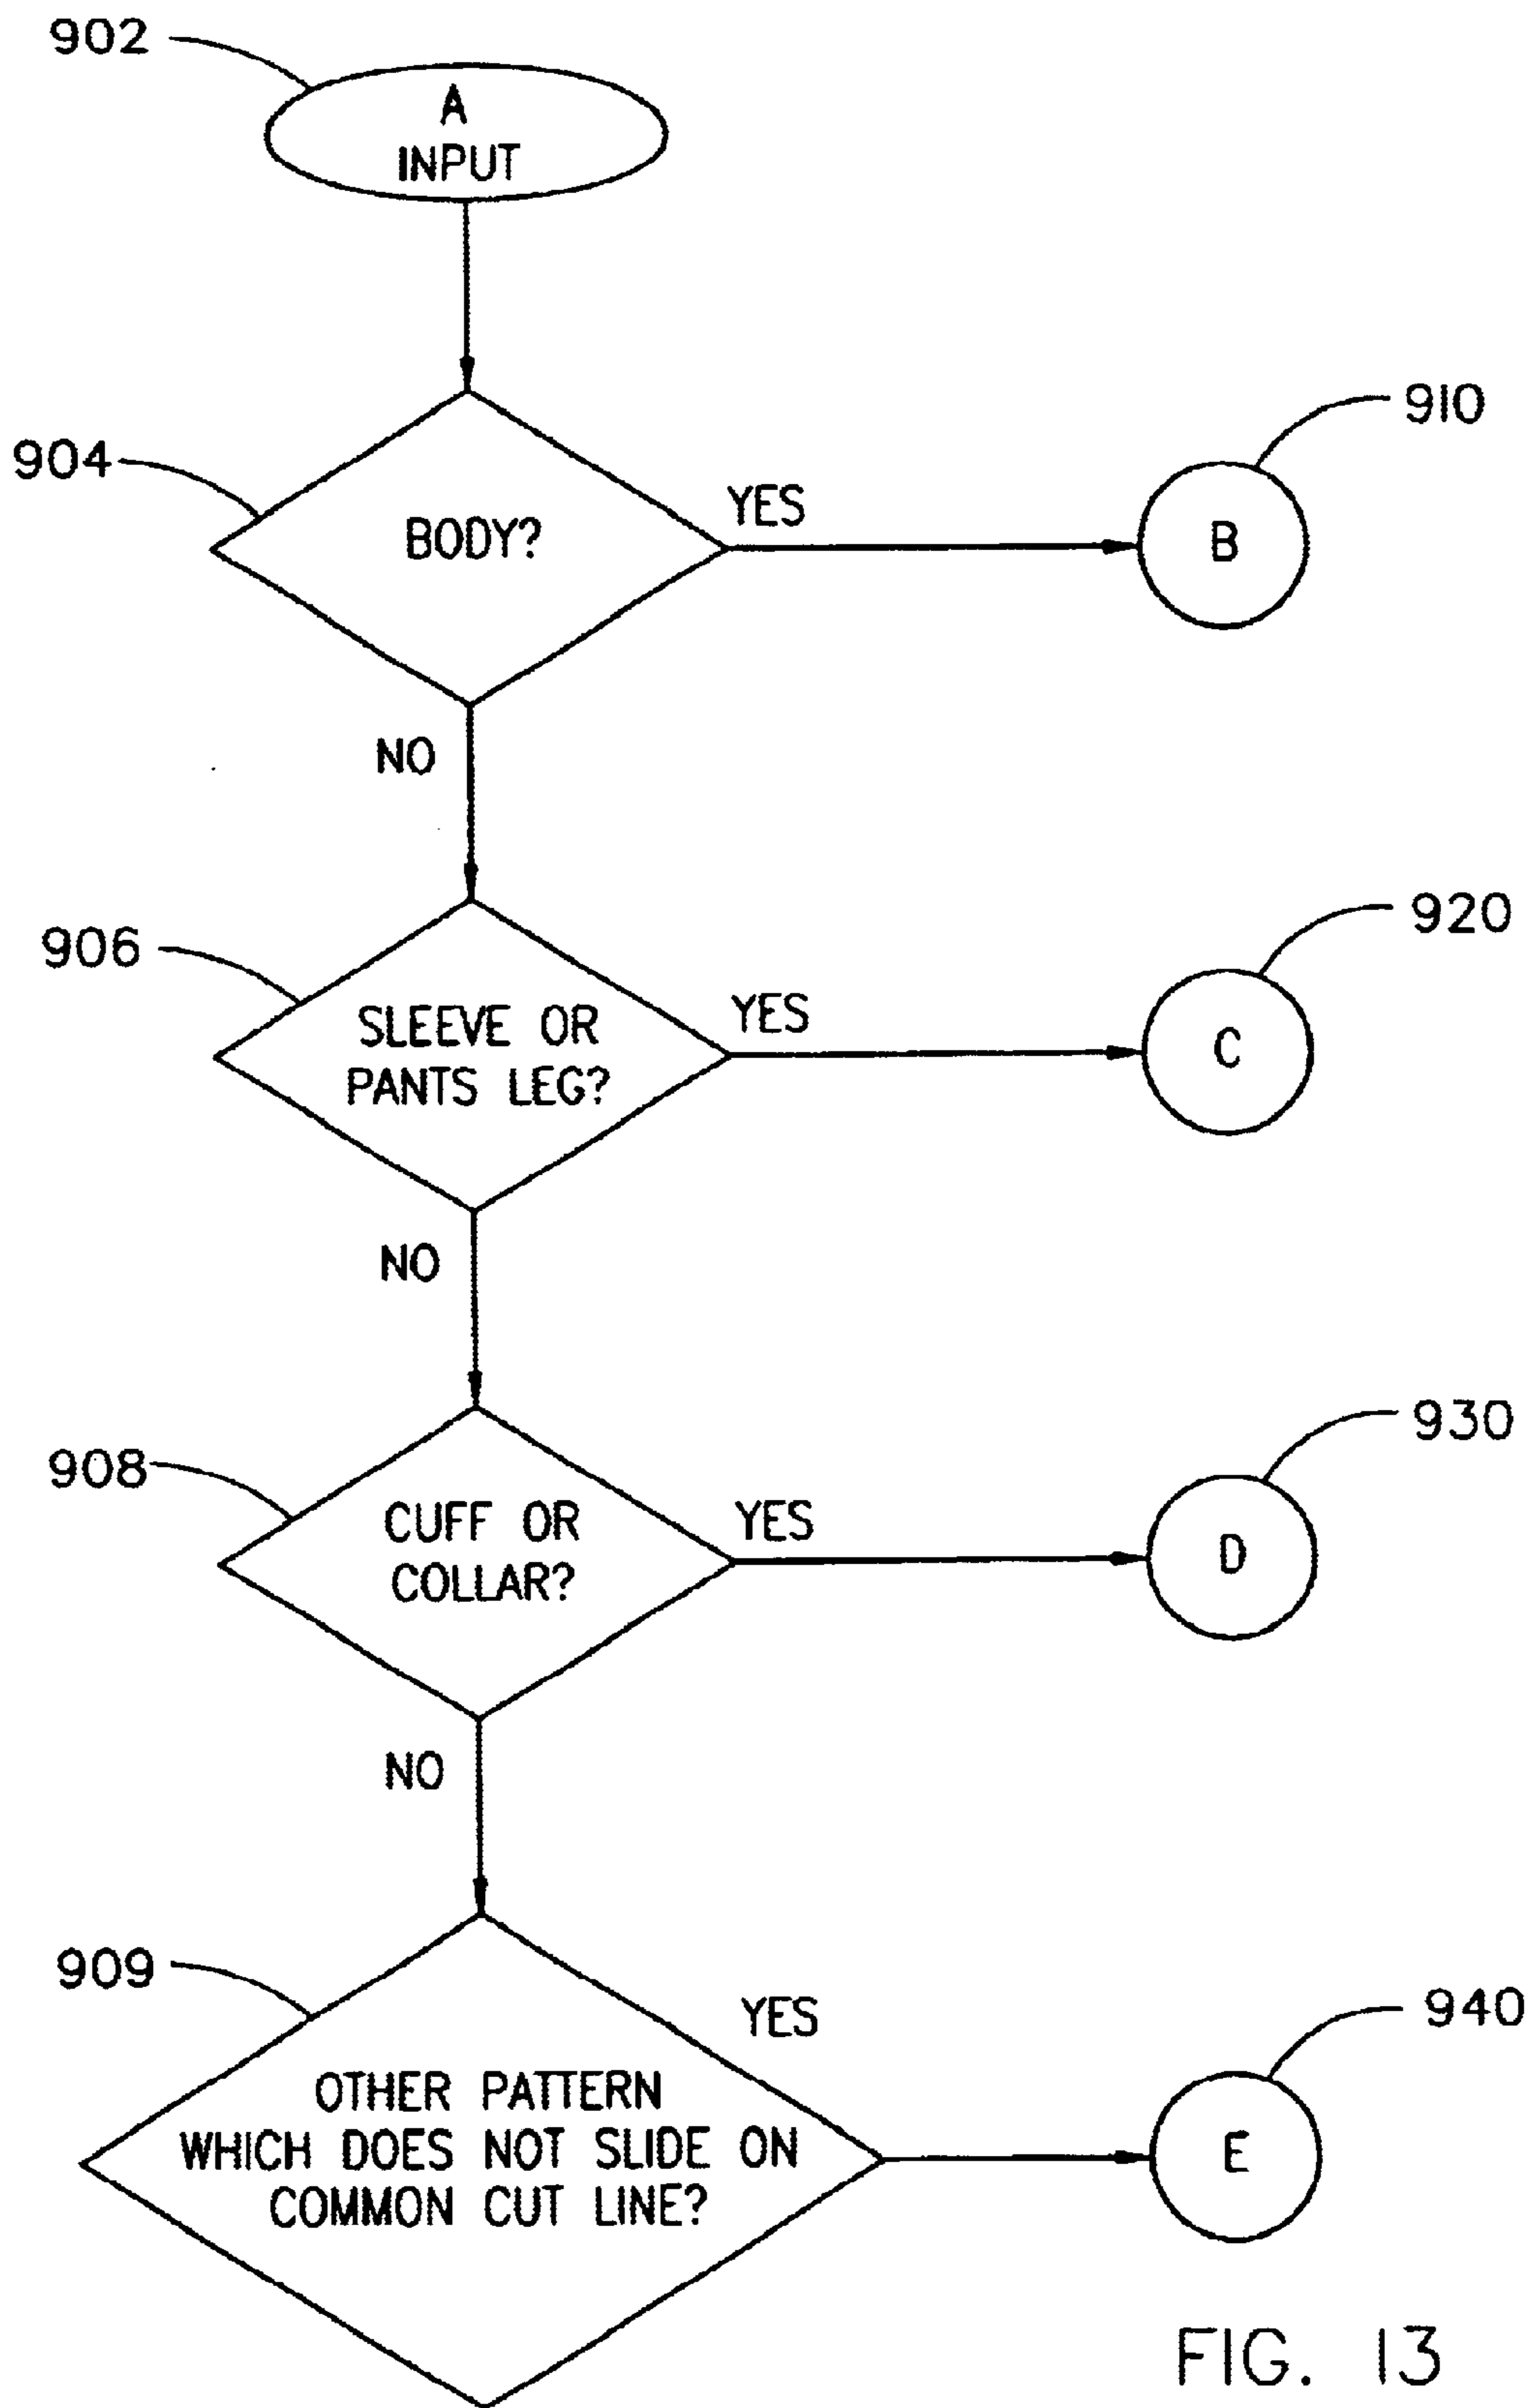 902
A
INPUT
904
BODY?
YES
910
B
NO
906
SLEEVE OR
PANTS LEG?
YES
920
C
NO
908
CUFF OR
COLLAR?
YES
930
D
NO
909
OTHER PATTERN
WHICH DOES NOT SLIDE ON
COMMON CUT LINE?
YES
940
E
FIG. 13